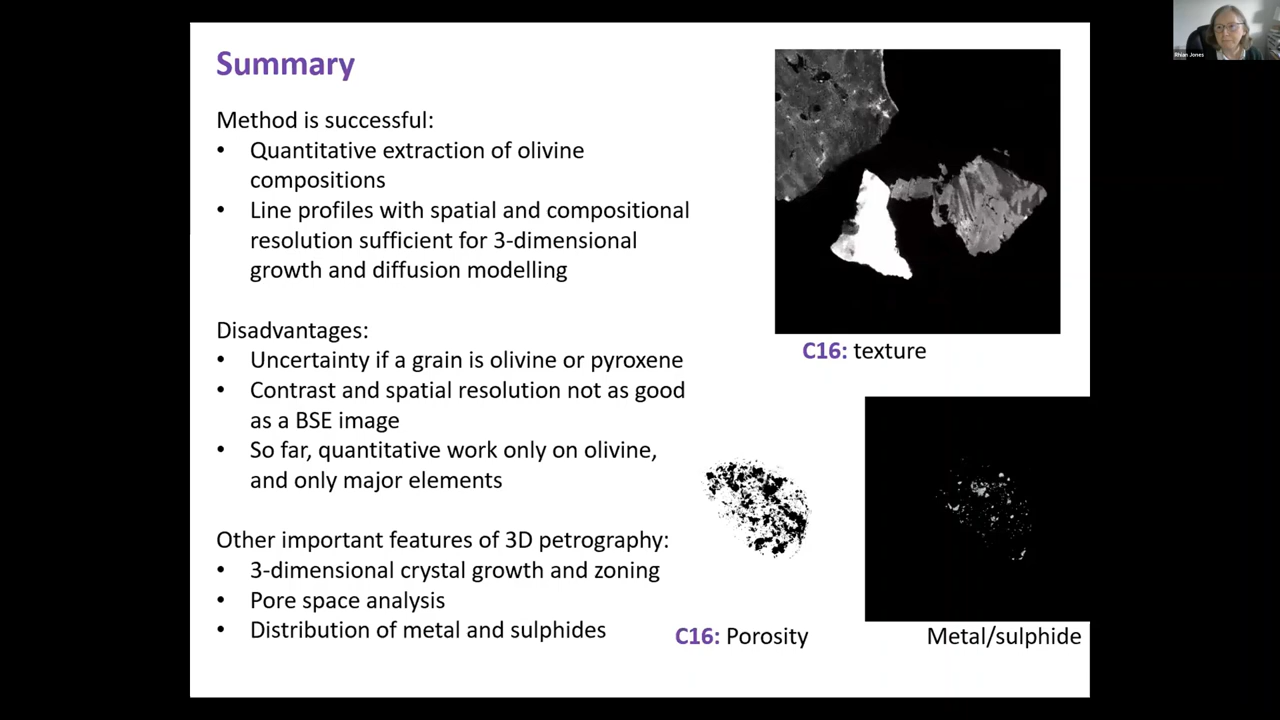 Summary
Method is successful:
• Quantitative extraction of olivine
compositions
• Line profiles with spatial and compositional
resolution sufficient for 3-dimensional
growth and diffusion modelling
Disadvantages:
• Uncertainty if a grain is olivine or pyroxene
• Contrast and spatial resolution not as good
as a BSE image
• So far, quantitative work only on olivine,
and only major elements
Other important features of 3D petrography:
• 3-dimensional crystal growth and zoning
• Pore space analysis
• Distribution of metal and sulphides
C16: texture
C16: Porosity
Metal/sulphide
Rhian Jones